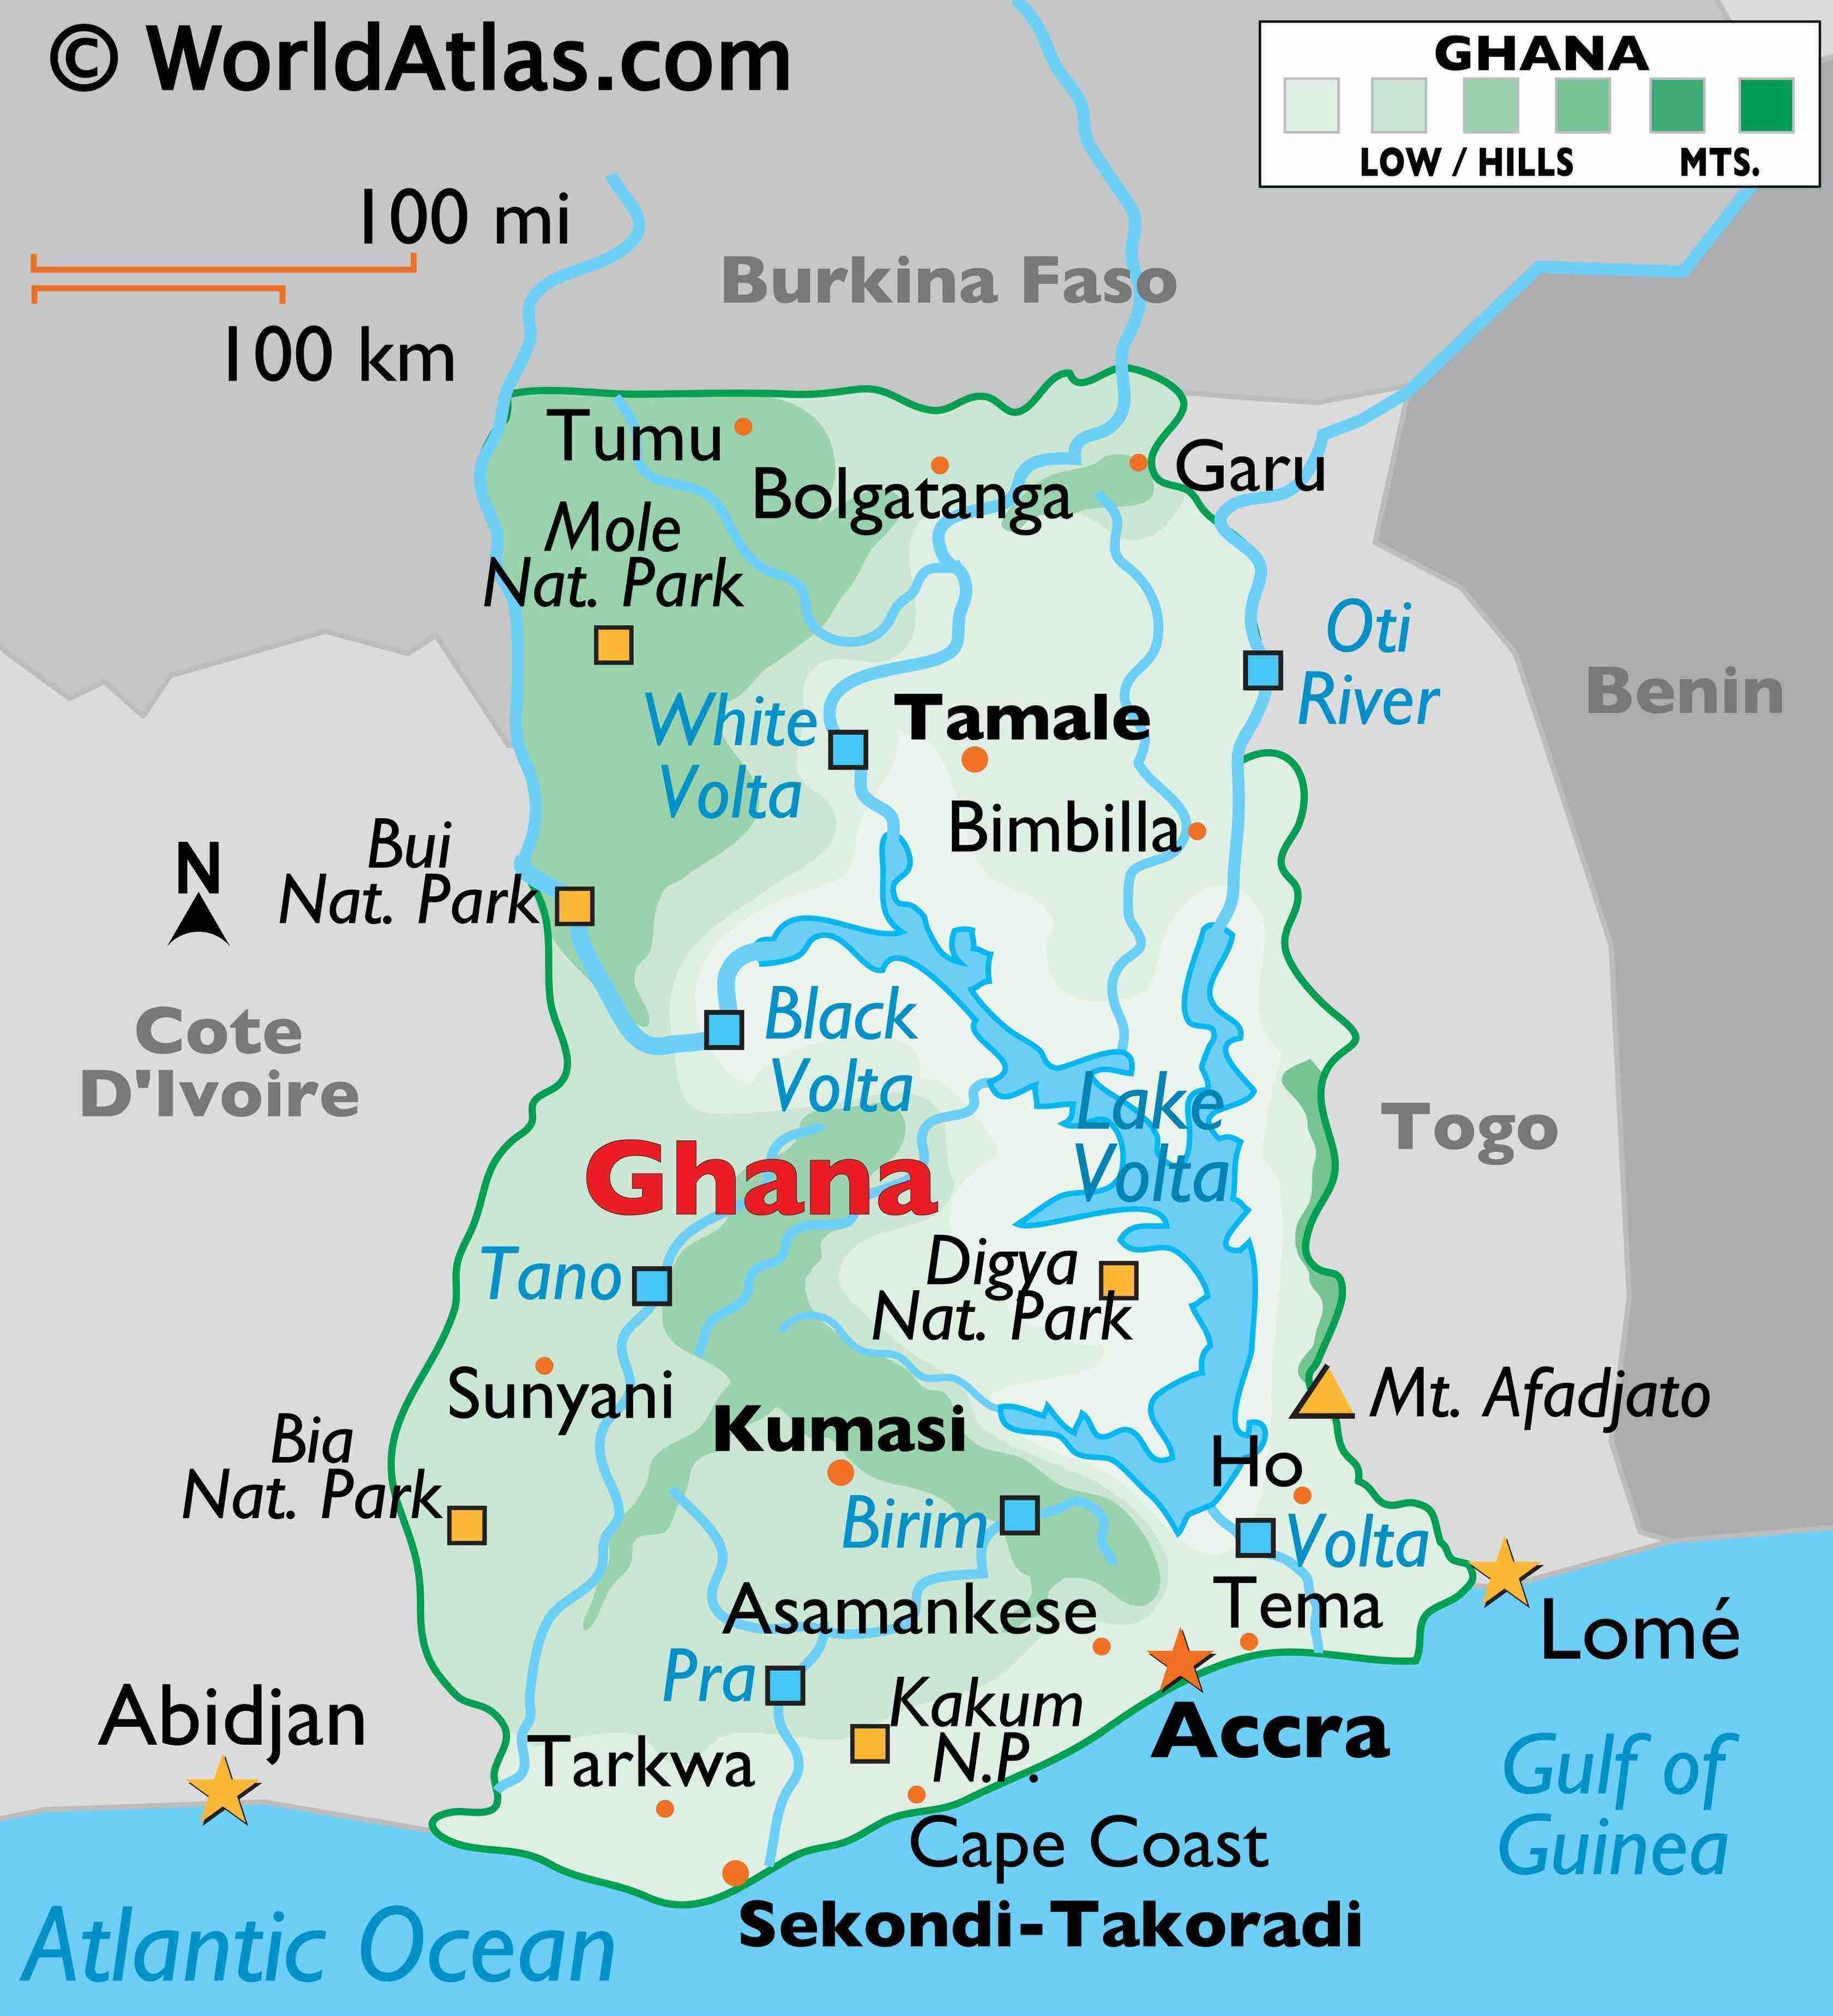 © WorldAtlas.com
GHANA
LOW / HILLS
MTS.
100 mi
100 km
Burkina Faso
Tumu
Bolgatanga
Garu
Mole
Nat. Park
Oti
River
Benin
White
Volta
Tamale
Bimbilla
N
Bui
Nat. Park
Cote
D'Ivoire
Black
Volta
Lake
Volta
Togo
Ghana
Tano
Digya
Nat. Park
Sunyani
Mt. Afadjato
Kumasi
Bia
Nat. Park
Ho
Birim
Volta
Asamankese
Tema
Lomé
Pra
Kakum
N.P.
Accra
Abidjan
Tarkwa
Gulf of
Guinea
Cape Coast
Sekondi-Takoradi
Atlantic Ocean